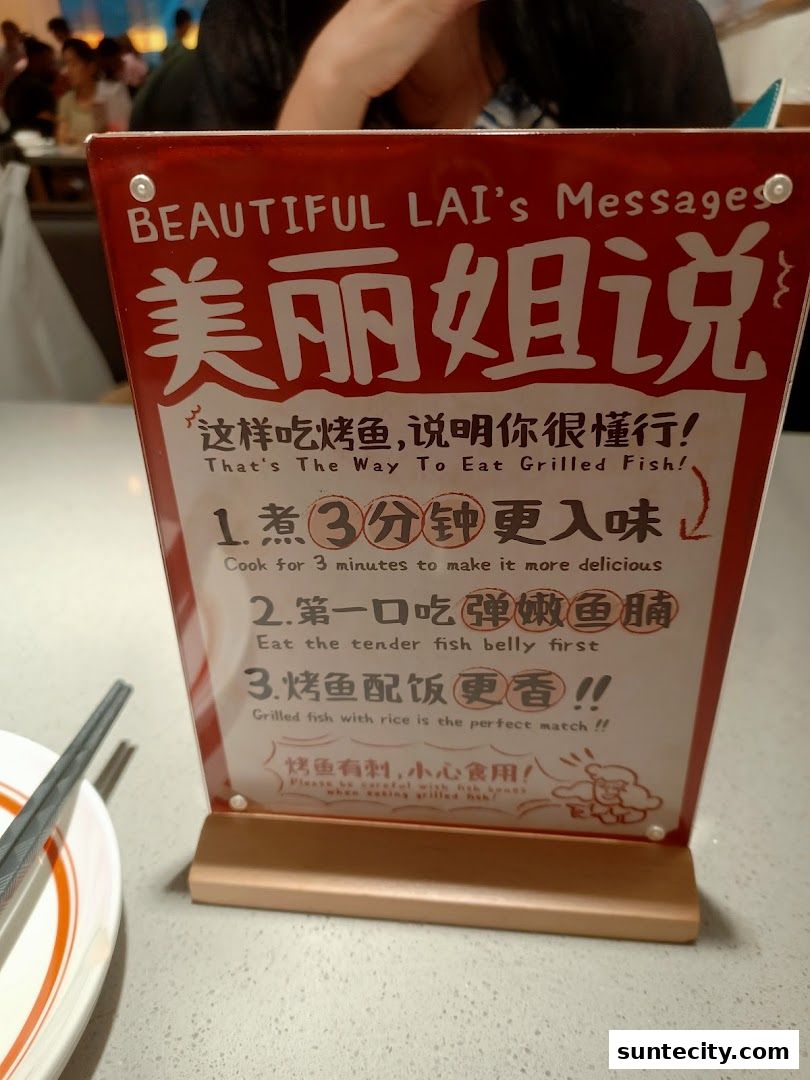 BEAUTIFUL LAI's Messages
美丽姐说
这样吃烤鱼,说明你很懂行!
That's The Way To Eat Grilled Fish!
1.煮3分钟更入味
Cook for 3 minutes to make it more delicious
2.第一口吃弹嫩鱼腩
Eat the tender fish belly first
3.烤鱼配饭更香!!
Grilled fish with rice is the perfect match!!
烤鱼有刺,小心食用!
Please be careful with fish bones
when eating grilled fish!
suntecity.com